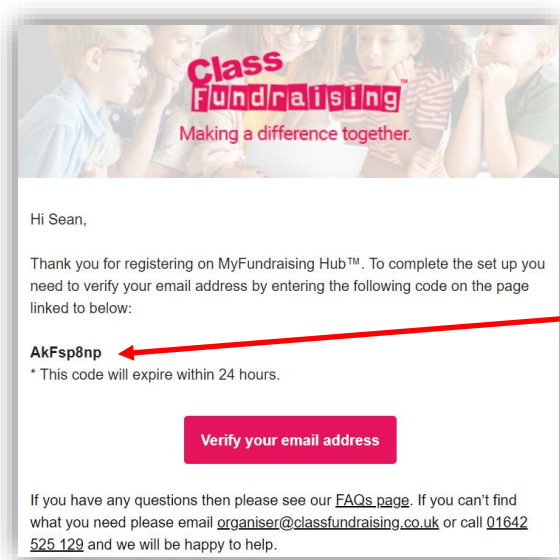 Class
Fundraising™
Making a difference together.
Hi Sean,
Thank you for registering on MyFundraising Hub™. To complete the set up you
need to verify your email address by entering the following code on the page
linked to below:
AkFsp8np
* This code will expire within 24 hours.
Verify your email address
If you have any questions then please see our FAQs page. If you can’t find
what you need please email organiser@classfundraising.co.uk or call 01642
525 129 and we will be happy to help.